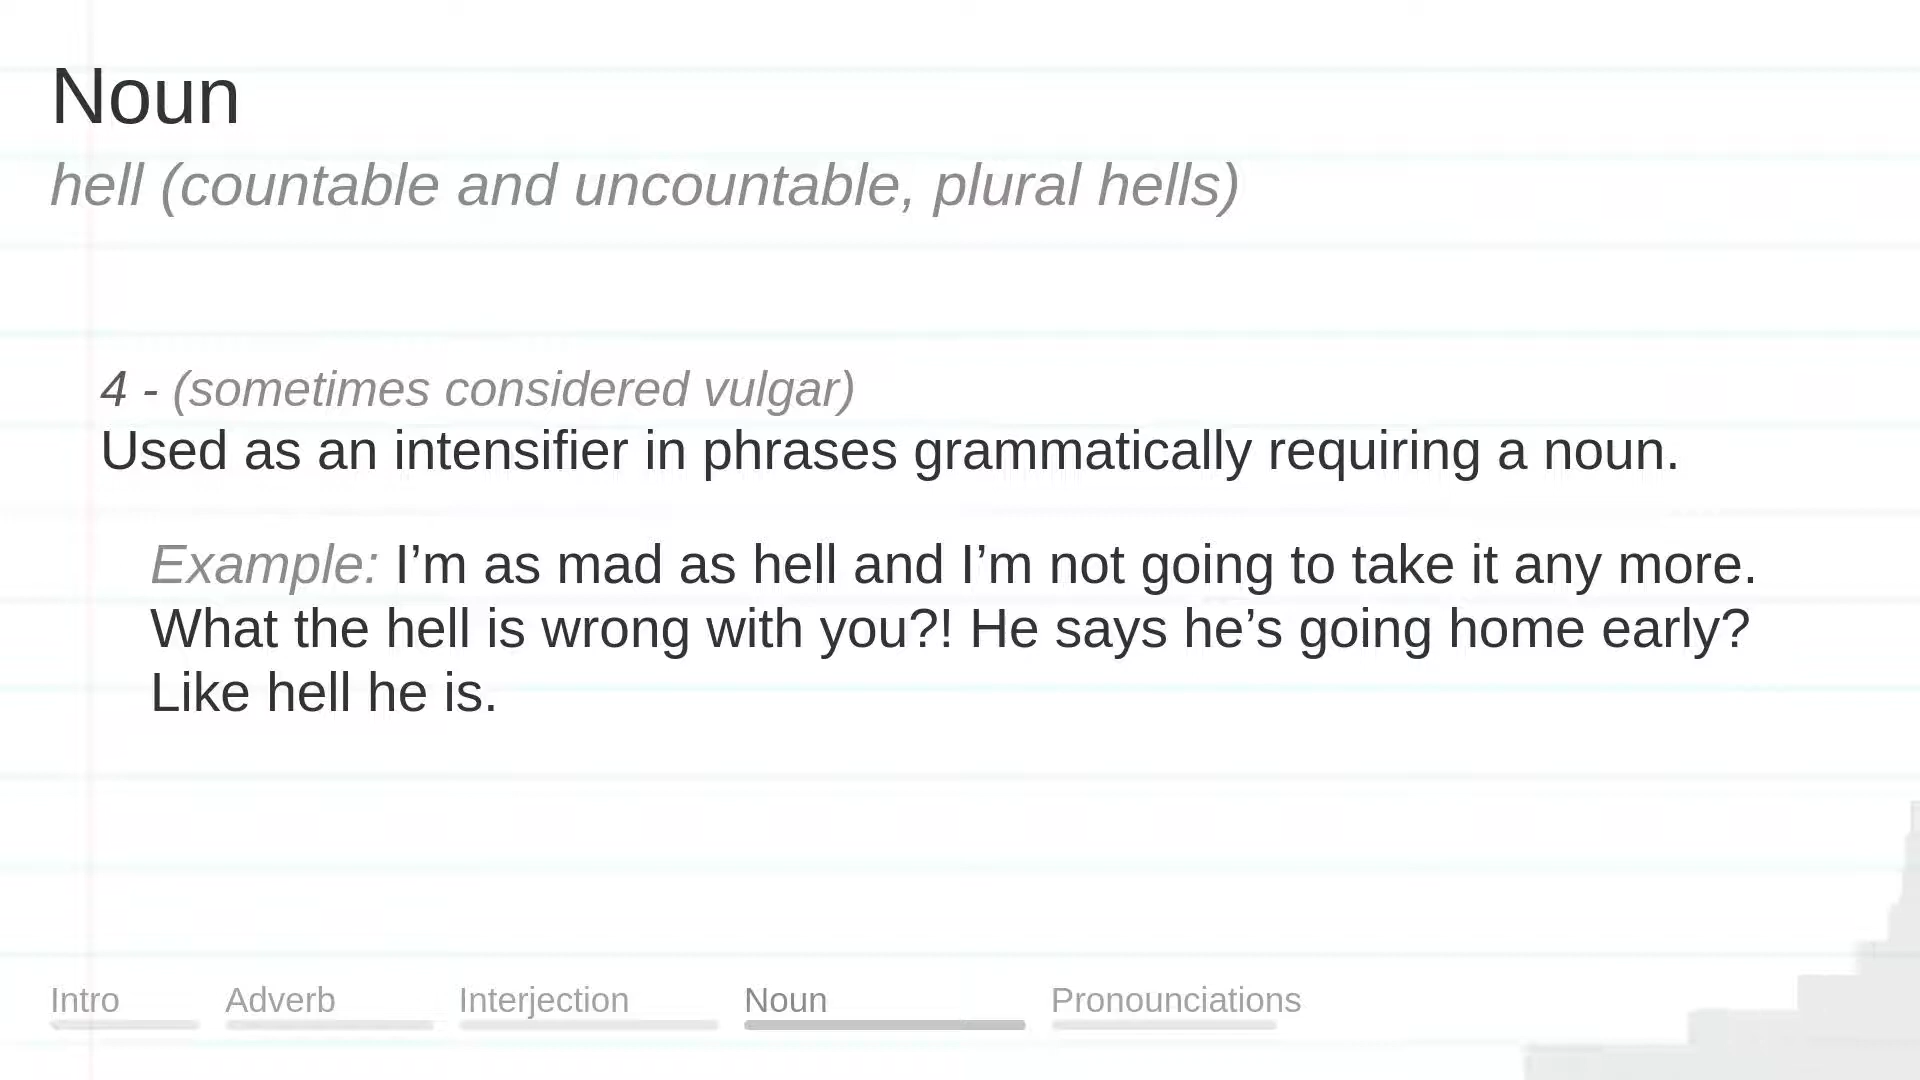 Noun
hell (countable and uncountable, plural hells)
4 - (sometimes considered vulgar)
Used as an intensifier in phrases grammatically requiring a noun.
Example: I’m as mad as hell and I’m not going to take it any more.
What the hell is wrong with you?! He says he’s going home early?
Like hell he is.
Intro Adverb Interjection Noun Pronounciations